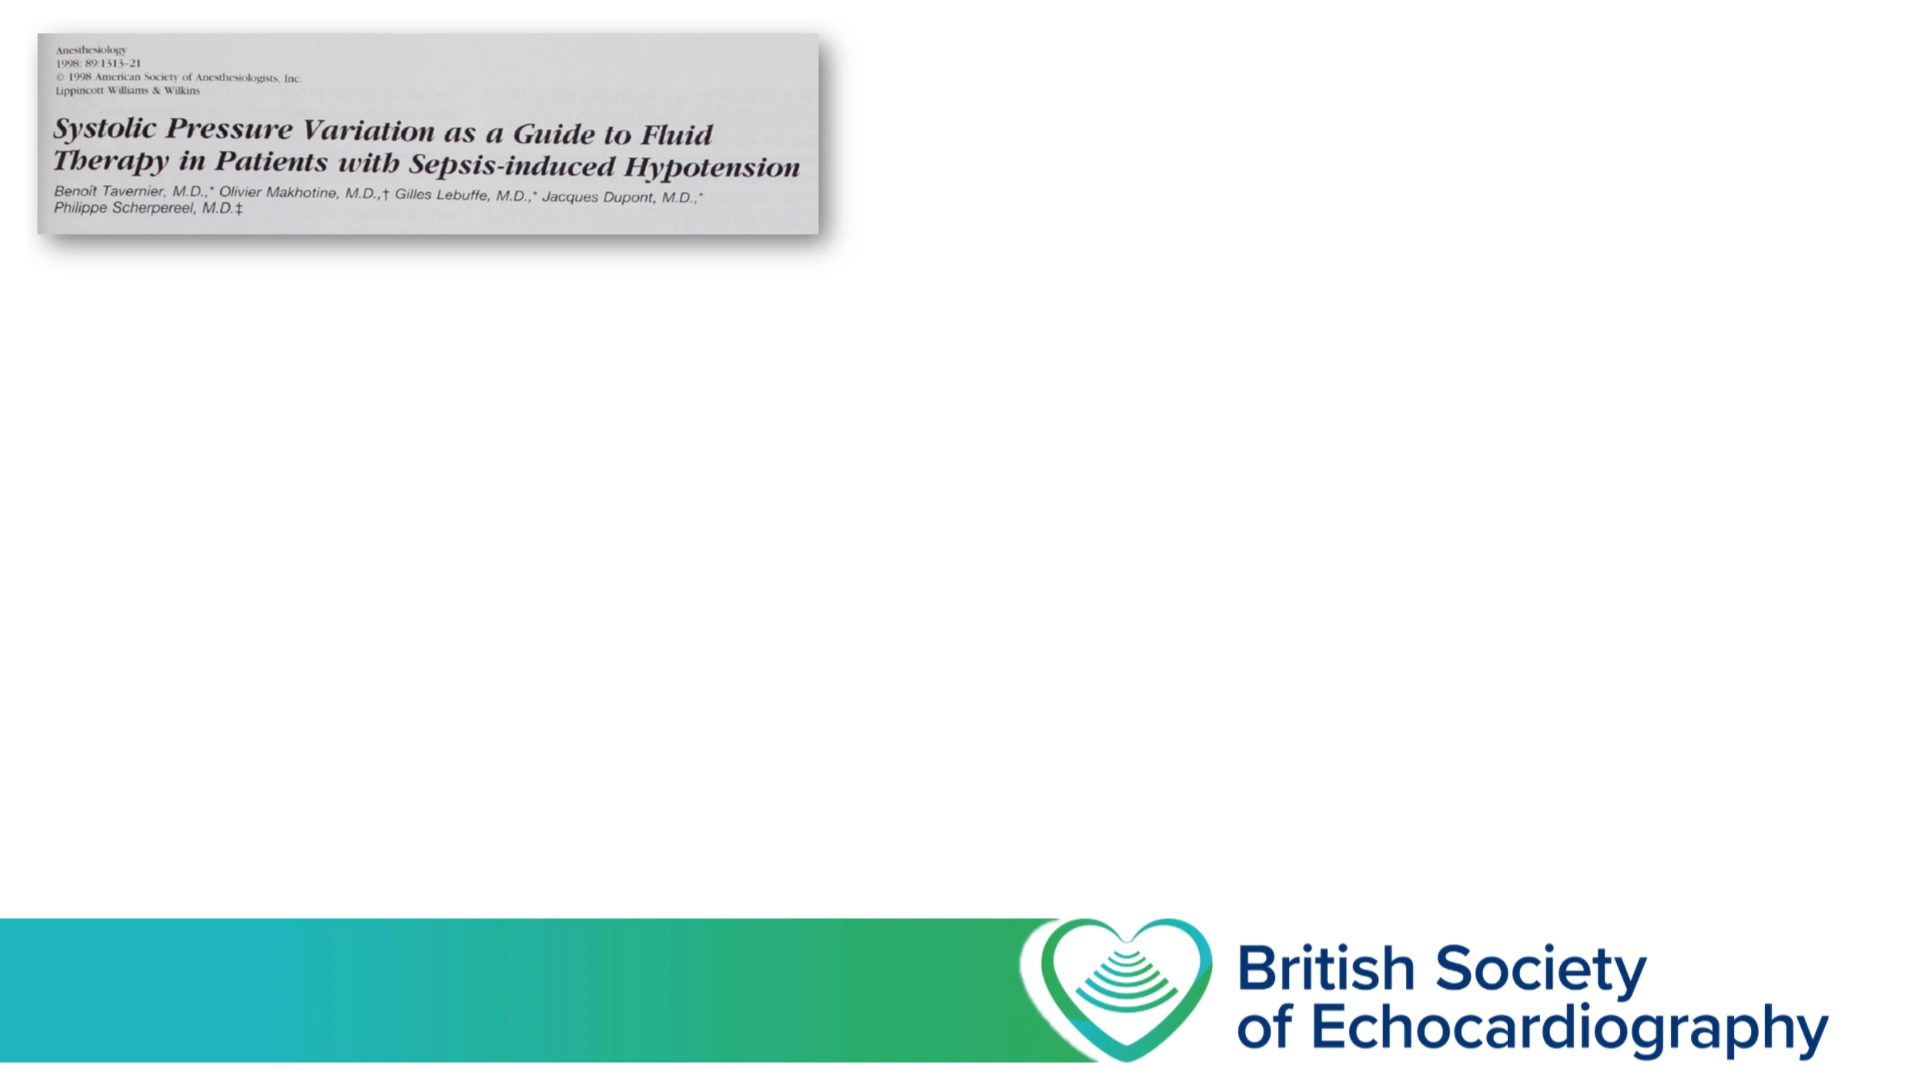 Anesthesiology
1998; 89:1313–21
© 1998 American Society of Anesthesiologists, Inc.
Lippincott Williams & Wilkins
Systolic Pressure Variation as a Guide to Fluid
Therapy in Patients with Sepsis-induced Hypotension
Benoît Tavernier, M.D.,* Olivier Makhotine, M.D.,† Gilles Lebuffe, M.D.,* Jacques Dupont, M.D.,*
Philippe Scherpereel, M.D.‡
British Society
of Echocardiography